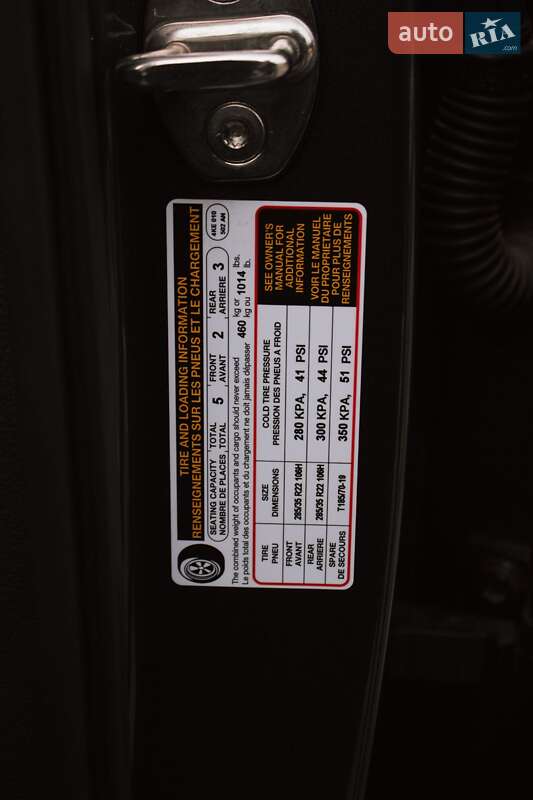 auto RIA .com
TIRE AND LOADING INFORMATION
RENSEIGNEMENTS SUR LES PNEUS ET LE CHARGEMENT
4KE 010
502 AN
SEATING CAPACITY TOTAL 5 FRONT 2 REAR 3
NOMBRE DE PLACES TOTAL AVANT ARRIERE
The combined weight of occupants and cargo should never exceed 460 kg or 1014 lbs.
Le poids total des occupants et du chargement ne doit jamais dépasser kg ou lb.
TIRE SIZE COLD TIRE PRESSURE
PNEU DIMENSIONS PRESSION DES PNEUS A FROID
SEE OWNER'S
MANUAL FOR
ADDITIONAL
INFORMATION
VOIR LE MANUEL
DU PROPRIETAIRE
POUR PLUS DE
RENSEIGNEMENTS
FRONT
AVANT 285/35 R22 106H 280 KPA, 41 PSI
REAR
ARRIERE 285/35 R22 106H 300 KPA, 44 PSI
SPARE
DE SECOURS T185/70-19 350 KPA, 51 PSI